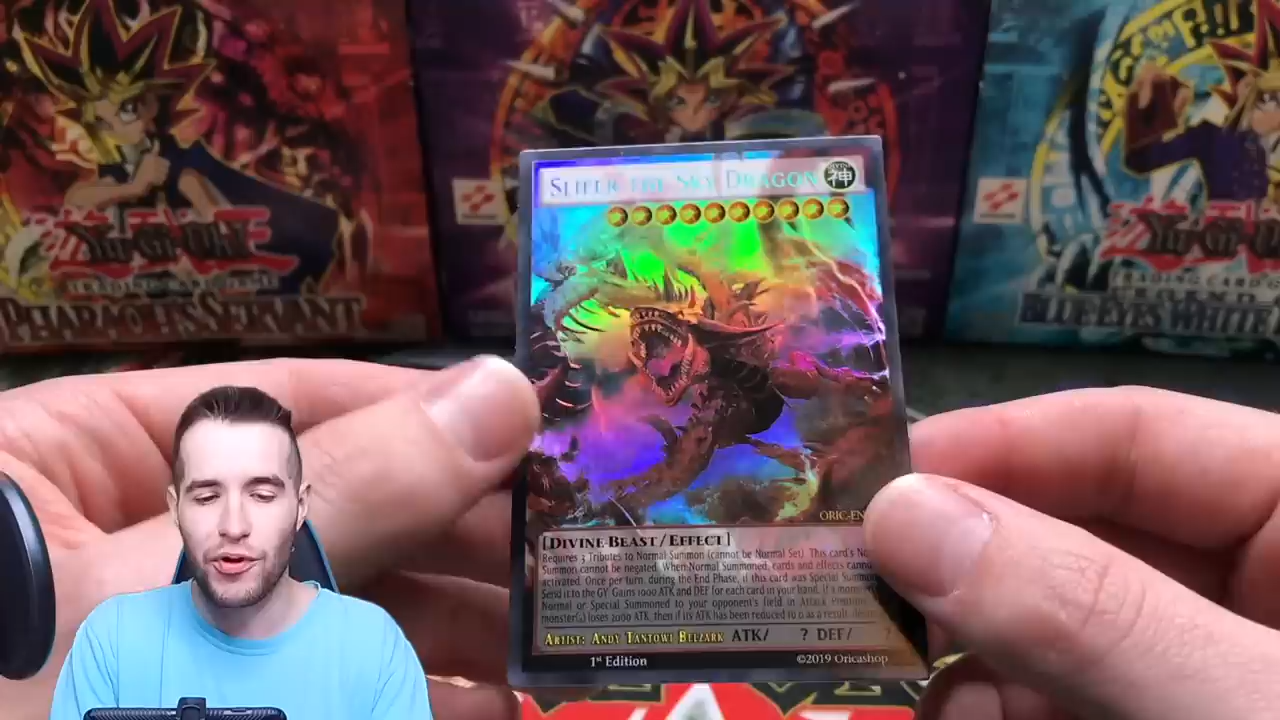 Yu-Gi-Oh!
PHARAOH'S SERVANT
SLIFER THE SKY DRAGON
神
ORIC-EN
[DIVINE-BEAST/EFFECT]
Requires 3 Tributes to Normal Summon (cannot be Normal Set). This card's
Summon cannot be negated. When Normal Summoned, cards and effects
activated. Once per turn, during the End Phase, if this card was Special
Send it to the GY. Gains 1000 ATK and DEF for each card in your hand. If a
Normal or Special Summoned to your opponent's field in Attack Position
monster(s) loses 2000 ATK, then if its ATK has been reduced to 0 as a result
ARTIST: ANDY TANTOWI BELZARK ATK/ ? DEF/ ?
1st Edition ©2019 Oricashop
Yu-Gi-Oh
TRADING CARD
BLUE-EYES WHITE